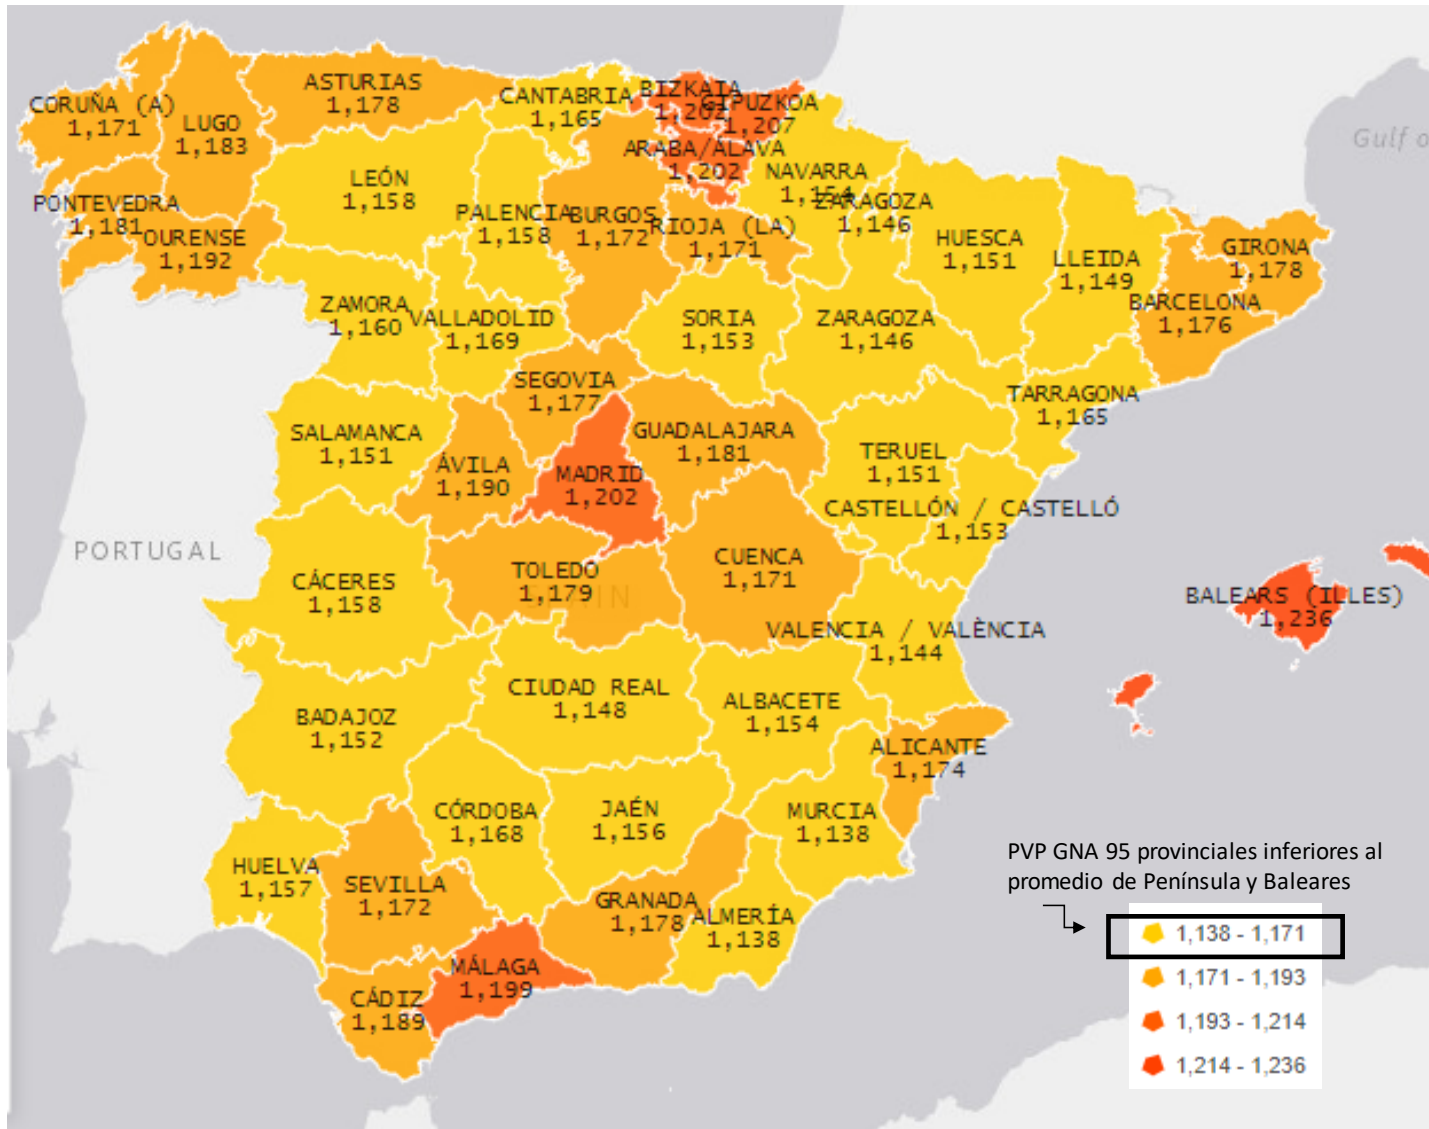 ASTURIAS
1,178
CANTABRIA
1,165
BIZKAIA
1,202
GIPUZKOA
1,207
CORUÑA (A)
1,171
LUGO
1,183
Gulf o
ARABA/ÁLAVA
1,202
NAVARRA
1,154
LEÓN
1,158
PONTEVEDRA
1,181
OURENSE
1,192
PALENCIA
1,158
BURGOS
1,172
RIOJA (LA)
1,171
ZARAGOZA
1,146
HUESCA
1,151
LLEIDA
1,149
GIRONA
1,178
BARCELONA
1,176
ZAMORA
1,160
VALLADOLID
1,169
SORIA
1,153
ZARAGOZA
1,146
SEGOVIA
1,177
TARRAGONA
1,165
SALAMANCA
1,151
ÁVILA
1,190
MADRID
1,202
GUADALAJARA
1,181
TERUEL
1,151
CASTELLÓN / CASTELLÓ
1,153
PORTUGAL
CÁCERES
1,158
TOLEDO
1,179
CUENCA
1,171
BALEARS (ILLES)
1,236
VALENCIA / VALÈNCIA
1,144
CIUDAD REAL
1,148
ALBACETE
1,154
BADAJOZ
1,152
ALICANTE
1,174
CÓRDOBA
1,168
JAÉN
1,156
MURCIA
1,138
HUELVA
1,157
SEVILLA
1,172
GRANADA
1,178
ALMERÍA
1,138
MÁLAGA
1,199
CÁDIZ
1,189
PVP GNA 95 provinciales inferiores al
promedio de Península y Baleares
1,138 - 1,171
1,171 - 1,193
1,193 - 1,214
1,214 - 1,236